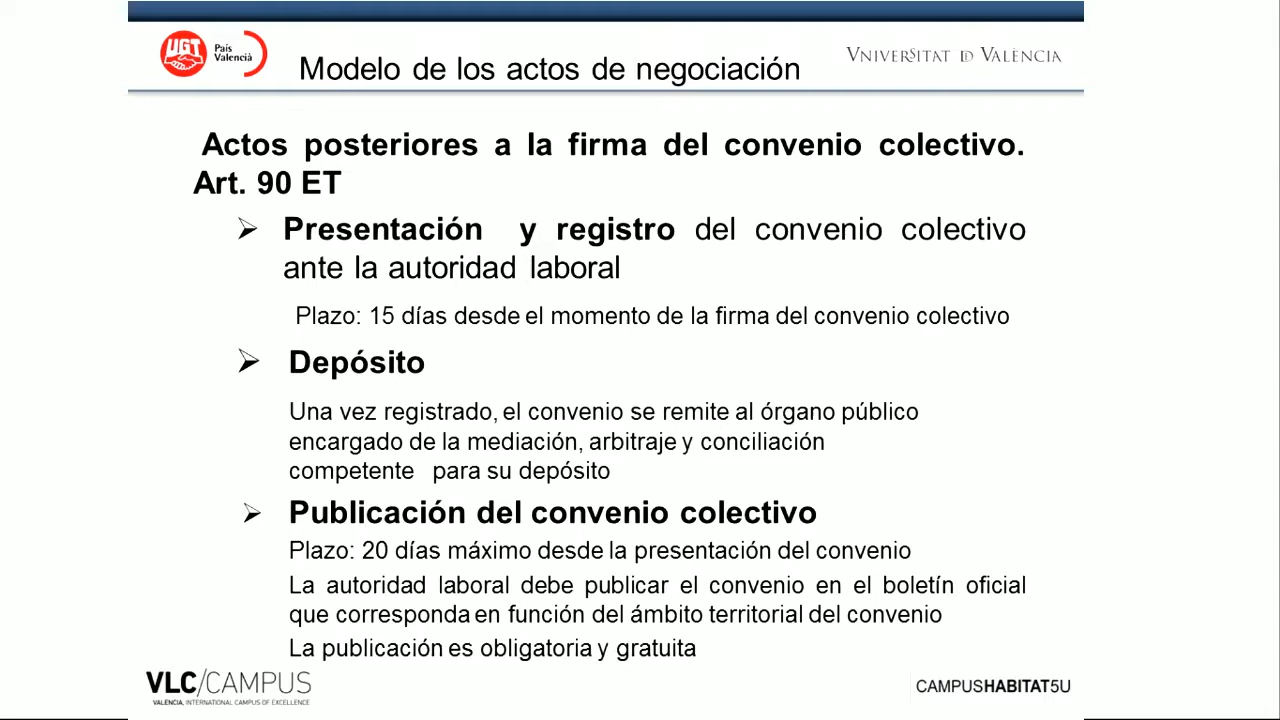 UGT
País
Valencià
Modelo de los actos de negociación
VNIVERSITAT ID VALÈNCIA
Actos posteriores a la firma del convenio colectivo.
Art. 90 ET
Presentación y registro del convenio colectivo
ante la autoridad laboral
Plazo: 15 días desde el momento de la firma del convenio colectivo
Depósito
Una vez registrado, el convenio se remite al órgano público
encargado de la mediación, arbitraje y conciliación
competente para su depósito
Publicación del convenio colectivo
Plazo: 20 días máximo desde la presentación del convenio
La autoridad laboral debe publicar el convenio en el boletín oficial
que corresponda en función del ámbito territorial del convenio
La publicación es obligatoria y gratuita
VLC/CAMPUS
VALENCIA, INTERNATIONAL CAMPUS OF EXCELLENCE
CAMPUSHABITAT5U